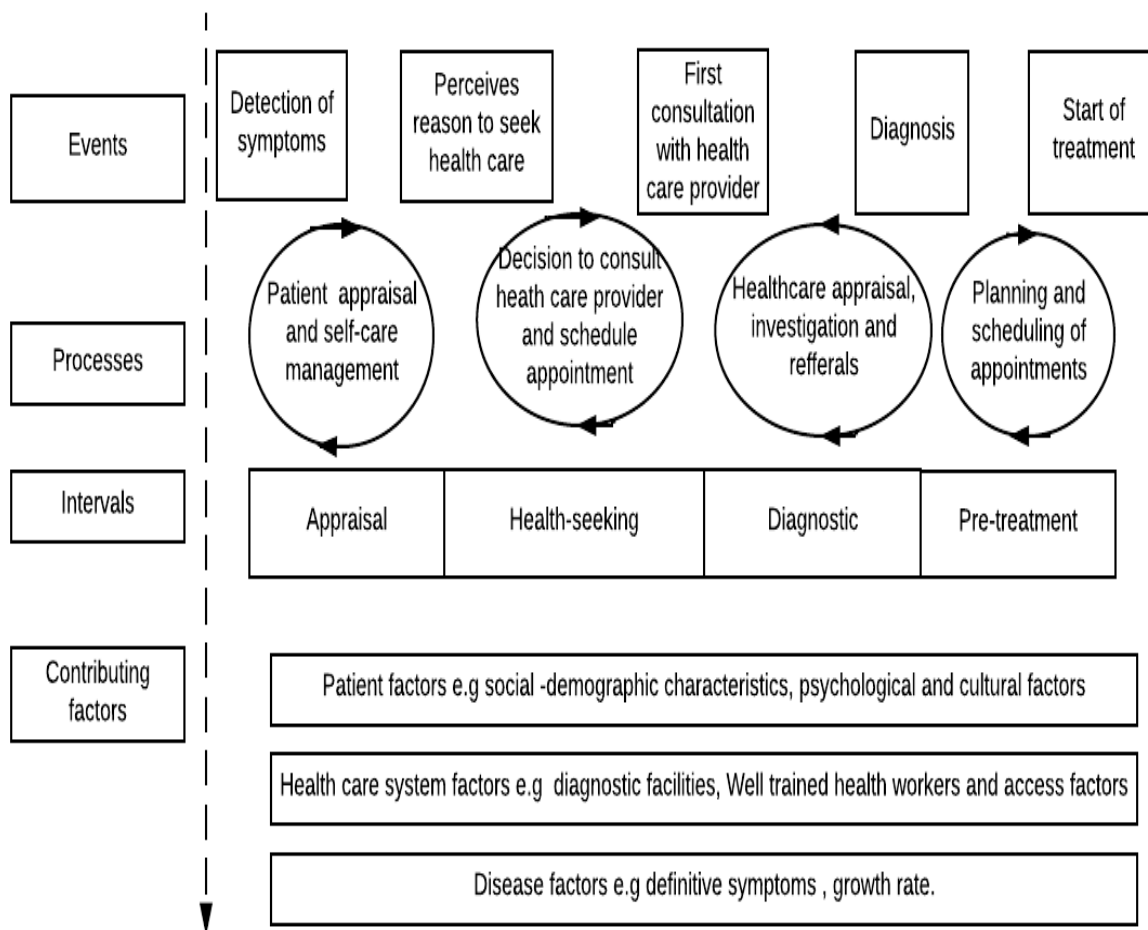 Events
Detection of
symptoms
Perceives
reason to seek
health care
First
consultation
with health
care provider
Diagnosis
Start of
treatment
Processes
Patient appraisal
and self-care
management
Decision to consult
heath care provider
and schedule
appointment
Healthcare appraisal,
investigation and
refferals
Planning and
scheduling of
appointments
Intervals
Appraisal
Health-seeking
Diagnostic
Pre-treatment
Contributing
factors
Patient factors e.g social -demographic characteristics, psychological and cultural factors
Health care system factors e.g diagnostic facilities, Well trained health workers and access factors
Disease factors e.g definitive symptoms , growth rate.